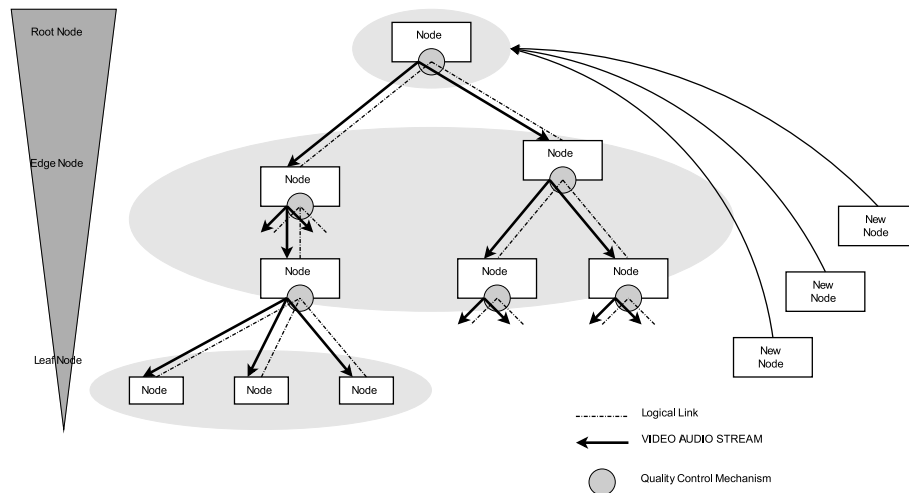 Root Node
Node
Edge Node
Node
Node
New
Node
Node
Node
Node
New
Node
Leaf Node
New
Node
Node
Node
Node
Logical Link
VIDEO AUDIO STREAM
Quality Control Mechanism